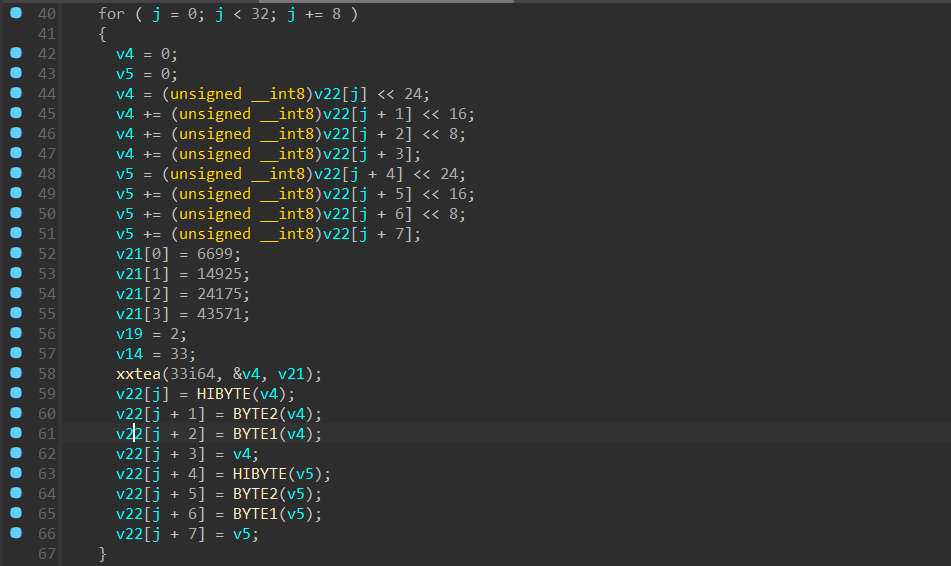 40 for ( j = 0; j < 32; j += 8 )
41 {
42 v4 = 0;
43 v5 = 0;
44 v4 = (unsigned __int8)v22[j] << 24;
45 v4 += (unsigned __int8)v22[j + 1] << 16;
46 v4 += (unsigned __int8)v22[j + 2] << 8;
47 v4 += (unsigned __int8)v22[j + 3];
48 v5 = (unsigned __int8)v22[j + 4] << 24;
49 v5 += (unsigned __int8)v22[j + 5] << 16;
50 v5 += (unsigned __int8)v22[j + 6] << 8;
51 v5 += (unsigned __int8)v22[j + 7];
52 v21[0] = 6699;
53 v21[1] = 14925;
54 v21[2] = 24175;
55 v21[3] = 43571;
56 v19 = 2;
57 v14 = 33;
58 xxtea(33i64, &v4, v21);
59 v22[j] = HIBYTE(v4);
60 v22[j + 1] = BYTE2(v4);
61 v22[j + 2] = BYTE1(v4);
62 v22[j + 3] = v4;
63 v22[j + 4] = HIBYTE(v5);
64 v22[j + 5] = BYTE2(v5);
65 v22[j + 6] = BYTE1(v5);
66 v22[j + 7] = v5;
67 }